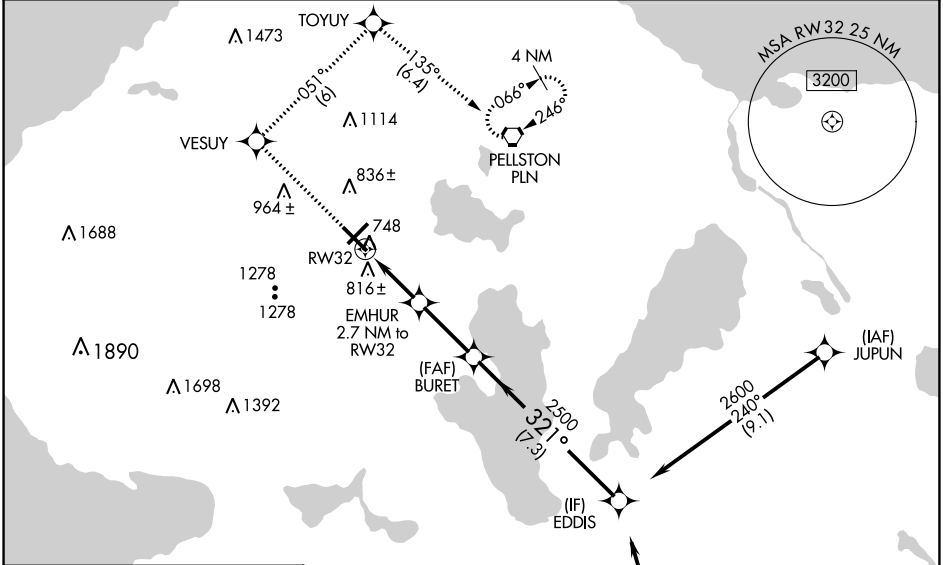 TOYUY
1473
MSA RW32 25 NM
3200
4 NM
051°
(6)
135°
(6.4)
066°
246°
1114
VESUY
PELLSTON
PLN
836±
964±
1688
748
RW32
816±
1278
1278
EMHUR
2.7 NM to
RW32
1890
(FAF)
BURET
(IAF)
JUPUN
1698
1392
2600
240°
(9.1)
2500
321°
(7.3)
(IF)
EDDIS